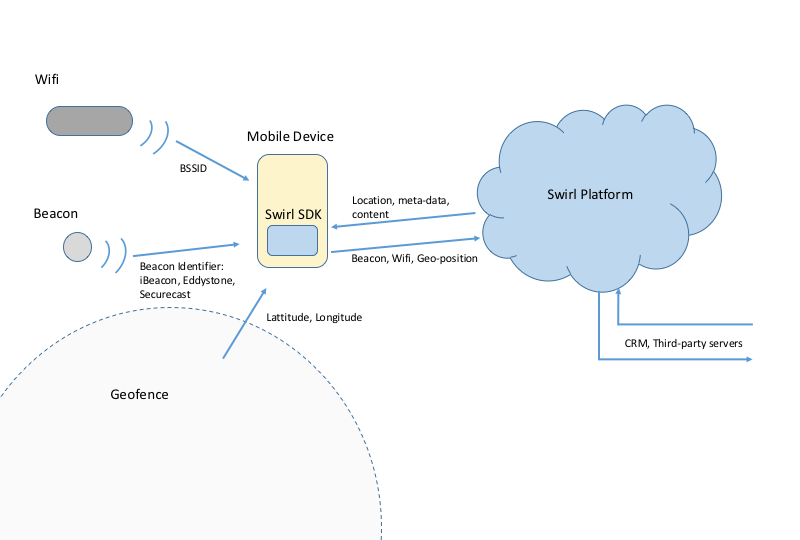 Wifi
BSSID
Mobile Device
Swirl SDK
Beacon
Beacon Identifier:
iBeacon, Eddystone,
Securecast
Location, meta-data,
content
Beacon, Wifi, Geo-position
Swirl Platform
Lattitude, Longitude
CRM, Third-party servers
Geofence